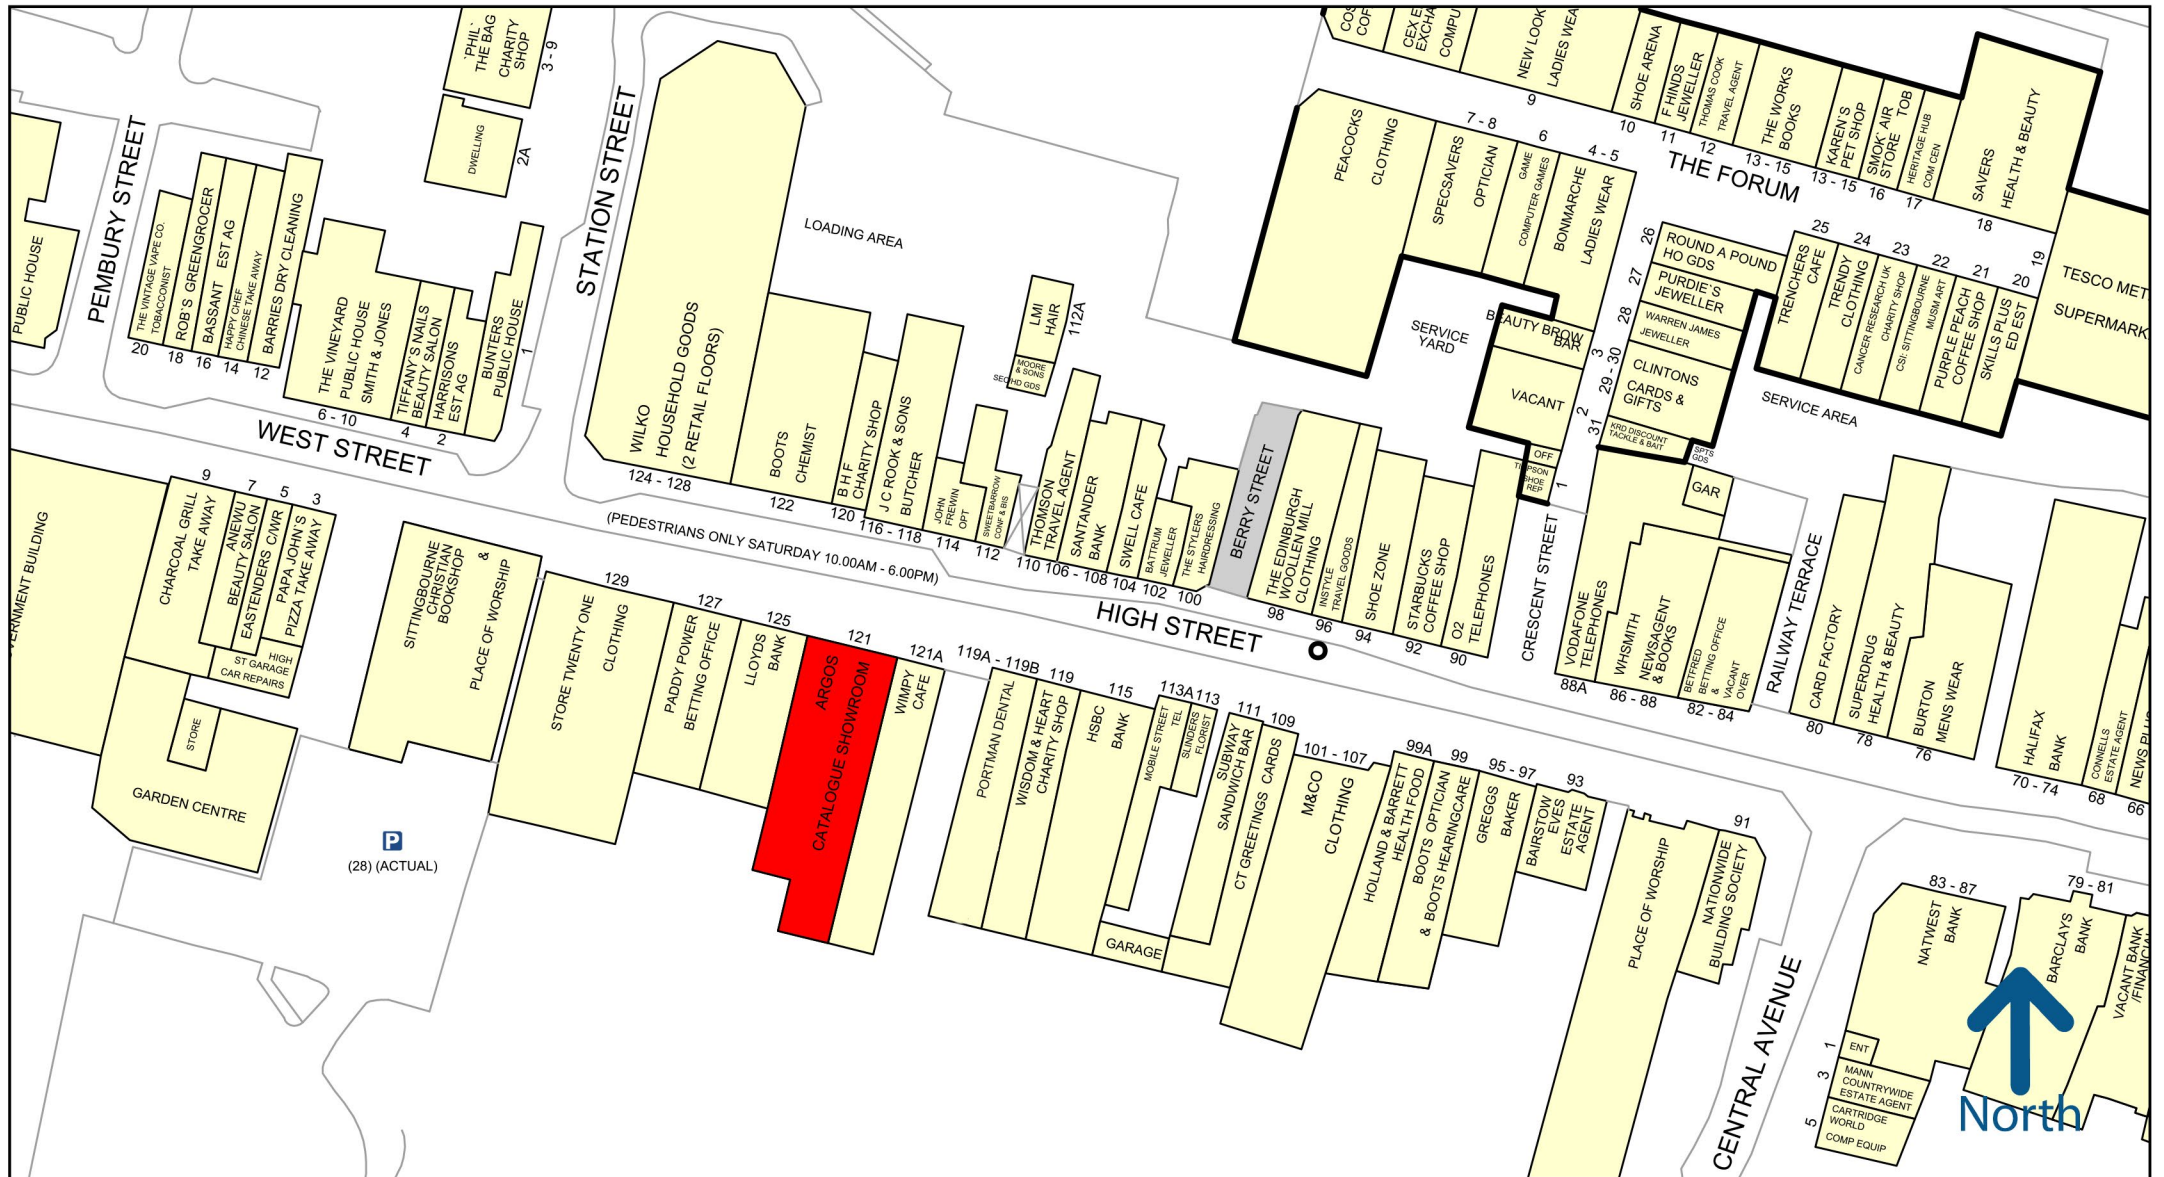 `PHIL`
THE BAG
CHARITY
SHOP
3 - 9
DWELLING
2A
STATION STREET
PEMBURY STREET
PUBLIC HOUSE
THE VINTAGE VAPE CO.
TOBACCONIST
20
ROB`S GREENGROCER
18
BASSANT EST AG
16
HAPPY CHEF
CHINESE TAKE AWAY
14
BARRIES DRY CLEANING
12
THE VINEYARD
PUBLIC HOUSE
SMITH & JONES
6 - 10
TIFFANY`S NAILS
BEAUTY SALON
4
HARRISONS
EST AG
2
BUNTERS
PUBLIC HOUSE
1
WEST STREET
WILKO
HOUSEHOLD GOODS
(2 RETAIL FLOORS)
124 - 128
LOADING AREA
BOOTS
CHEMIST
122
B H F
CHARITY SHOP
120
J C ROOK & SONS
BUTCHER
116 - 118
JOHN
FREWIN
OPT
114
SWEETBARROW
CONF & BIS
112
LMI
HAIR
112A
MOORE
& SONS
SECHD GDS
THOMSON
TRAVEL AGENT
110
SANTANDER
BANK
106 - 108
SWELL CAFE
104
BATTRUM
JEWELLER
102
THE STYLERS
HAIRDRESSING
100
BERRY STREET
THE EDINBURGH
WOOLLEN MILL
CLOTHING
98
INSTYLE
TRAVEL GOODS
96
SHOE ZONE
94
STARBUCKS
COFFEE SHOP
92
O2
TELEPHONES
90
(PEDESTRIANS ONLY SATURDAY 10.00AM - 6.00PM)
HIGH STREET
CRESCENT STREET
COS
COF
CEX E
EXCHA
COMPU
NEW LOOK
LADIES WEA
9
SHOE ARENA
10
F HINDS
JEWELLER
11
THOMAS COOK
TRAVEL AGENT
12
THE WORKS
BOOKS
13 - 15
KAREN`S
PET SHOP
13 - 15
SMOK` AIR
STORE TOB
16
HERITAGE HUB
COM CEN
17
SAVERS
HEALTH & BEAUTY
18
19
THE FORUM
PEACOCKS
CLOTHING
SPECSAVERS
OPTICIAN
7 - 8
GAME
COMPUTER GAMES
6
BONMARCHE
LADIES WEAR
4 - 5
SERVICE
YARD
BEAUTY BROW
BAR
3
VACANT
2
OFF
TIMPSON
SHOE
REP
1
26
ROUND A POUND
HO GDS
27
PURDIE`S
JEWELLER
28
WARREN JAMES
JEWELLER
29 - 30
CLINTONS
CARDS &
GIFTS
31
KRD DISCOUNT
TACKLE & BAIT
SPTS
GDS
GAR
25
TRENCHERS
CAFE
24
TRENDY
CLOTHING
23
CANCER RESEARCH UK
CHARITY SHOP
22
CSI: SITTINGBOURNE
MUSUM ART
21
PURPLE PEACH
COFFEE SHOP
20
SKILLS PLUS
ED EST
TESCO MET
SUPERMARK
SERVICE AREA
VODAFONE
TELEPHONES
88A
WHSMITH
NEWSAGENT
& BOOKS
86 - 88
BETFRED
BETTING OFFICE
&
VACANT
OVER
82 - 84
RAILWAY TERRACE
CARD FACTORY
80
SUPERDRUG
HEALTH & BEAUTY
78
BURTON
MENS WEAR
76
HALIFAX
BANK
70 - 74
CONNELLS
ESTATE AGENT
68
NEWS PLUS
66
VERNMENT BUILDING
9
CHARCOAL GRILL
TAKE AWAY
7
ANEWU
BEAUTY SALON
5
EASTENDERS C/WR
3
PAPA JOHN'S
PIZZA TAKE AWAY
HIGH
ST GARAGE
CAR REPAIRS
STORE
GARDEN CENTRE
P
(28) (ACTUAL)
SITTINGBOURNE
CHRISTIAN
BOOKSHOP
&
PLACE OF WORSHIP
129
STORE TWENTY ONE
CLOTHING
127
PADDY POWER
BETTING OFFICE
125
LLOYDS
BANK
121
ARGOS
CATALOGUE SHOWROOM
121A
WIMPY
CAFE
119A - 119B
PORTMAN DENTAL
119
WISDOM & HEART
CHARITY SHOP
115
HSBC
BANK
113A
MOBILE STREET
TEL
113
SLINDERS
FLORIST
GARAGE
111
SUBWAY
SANDWICH BAR
109
CT GREETINGS CARDS
101 - 107
M&CO
CLOTHING
99A
HOLLAND & BARRETT
HEALTH FOOD
99
BOOTS OPTICIAN
& BOOTS HEARINGCARE
95 - 97
GREGGS
BAKER
93
BAIRSTOW
EVES
ESTATE
AGENT
PLACE OF WORSHIP
91
NATIONWIDE
BUILDING SOCIETY
CENTRAL AVENUE
83 - 87
NATWEST
BANK
79 - 81
BARCLAYS
BANK
VACANT BANK
/FINANCIAL
1
ENT
3
MANN
COUNTRYWIDE
ESTATE AGENT
5
CARTRIDGE
WORLD
COMP EQUIP
North